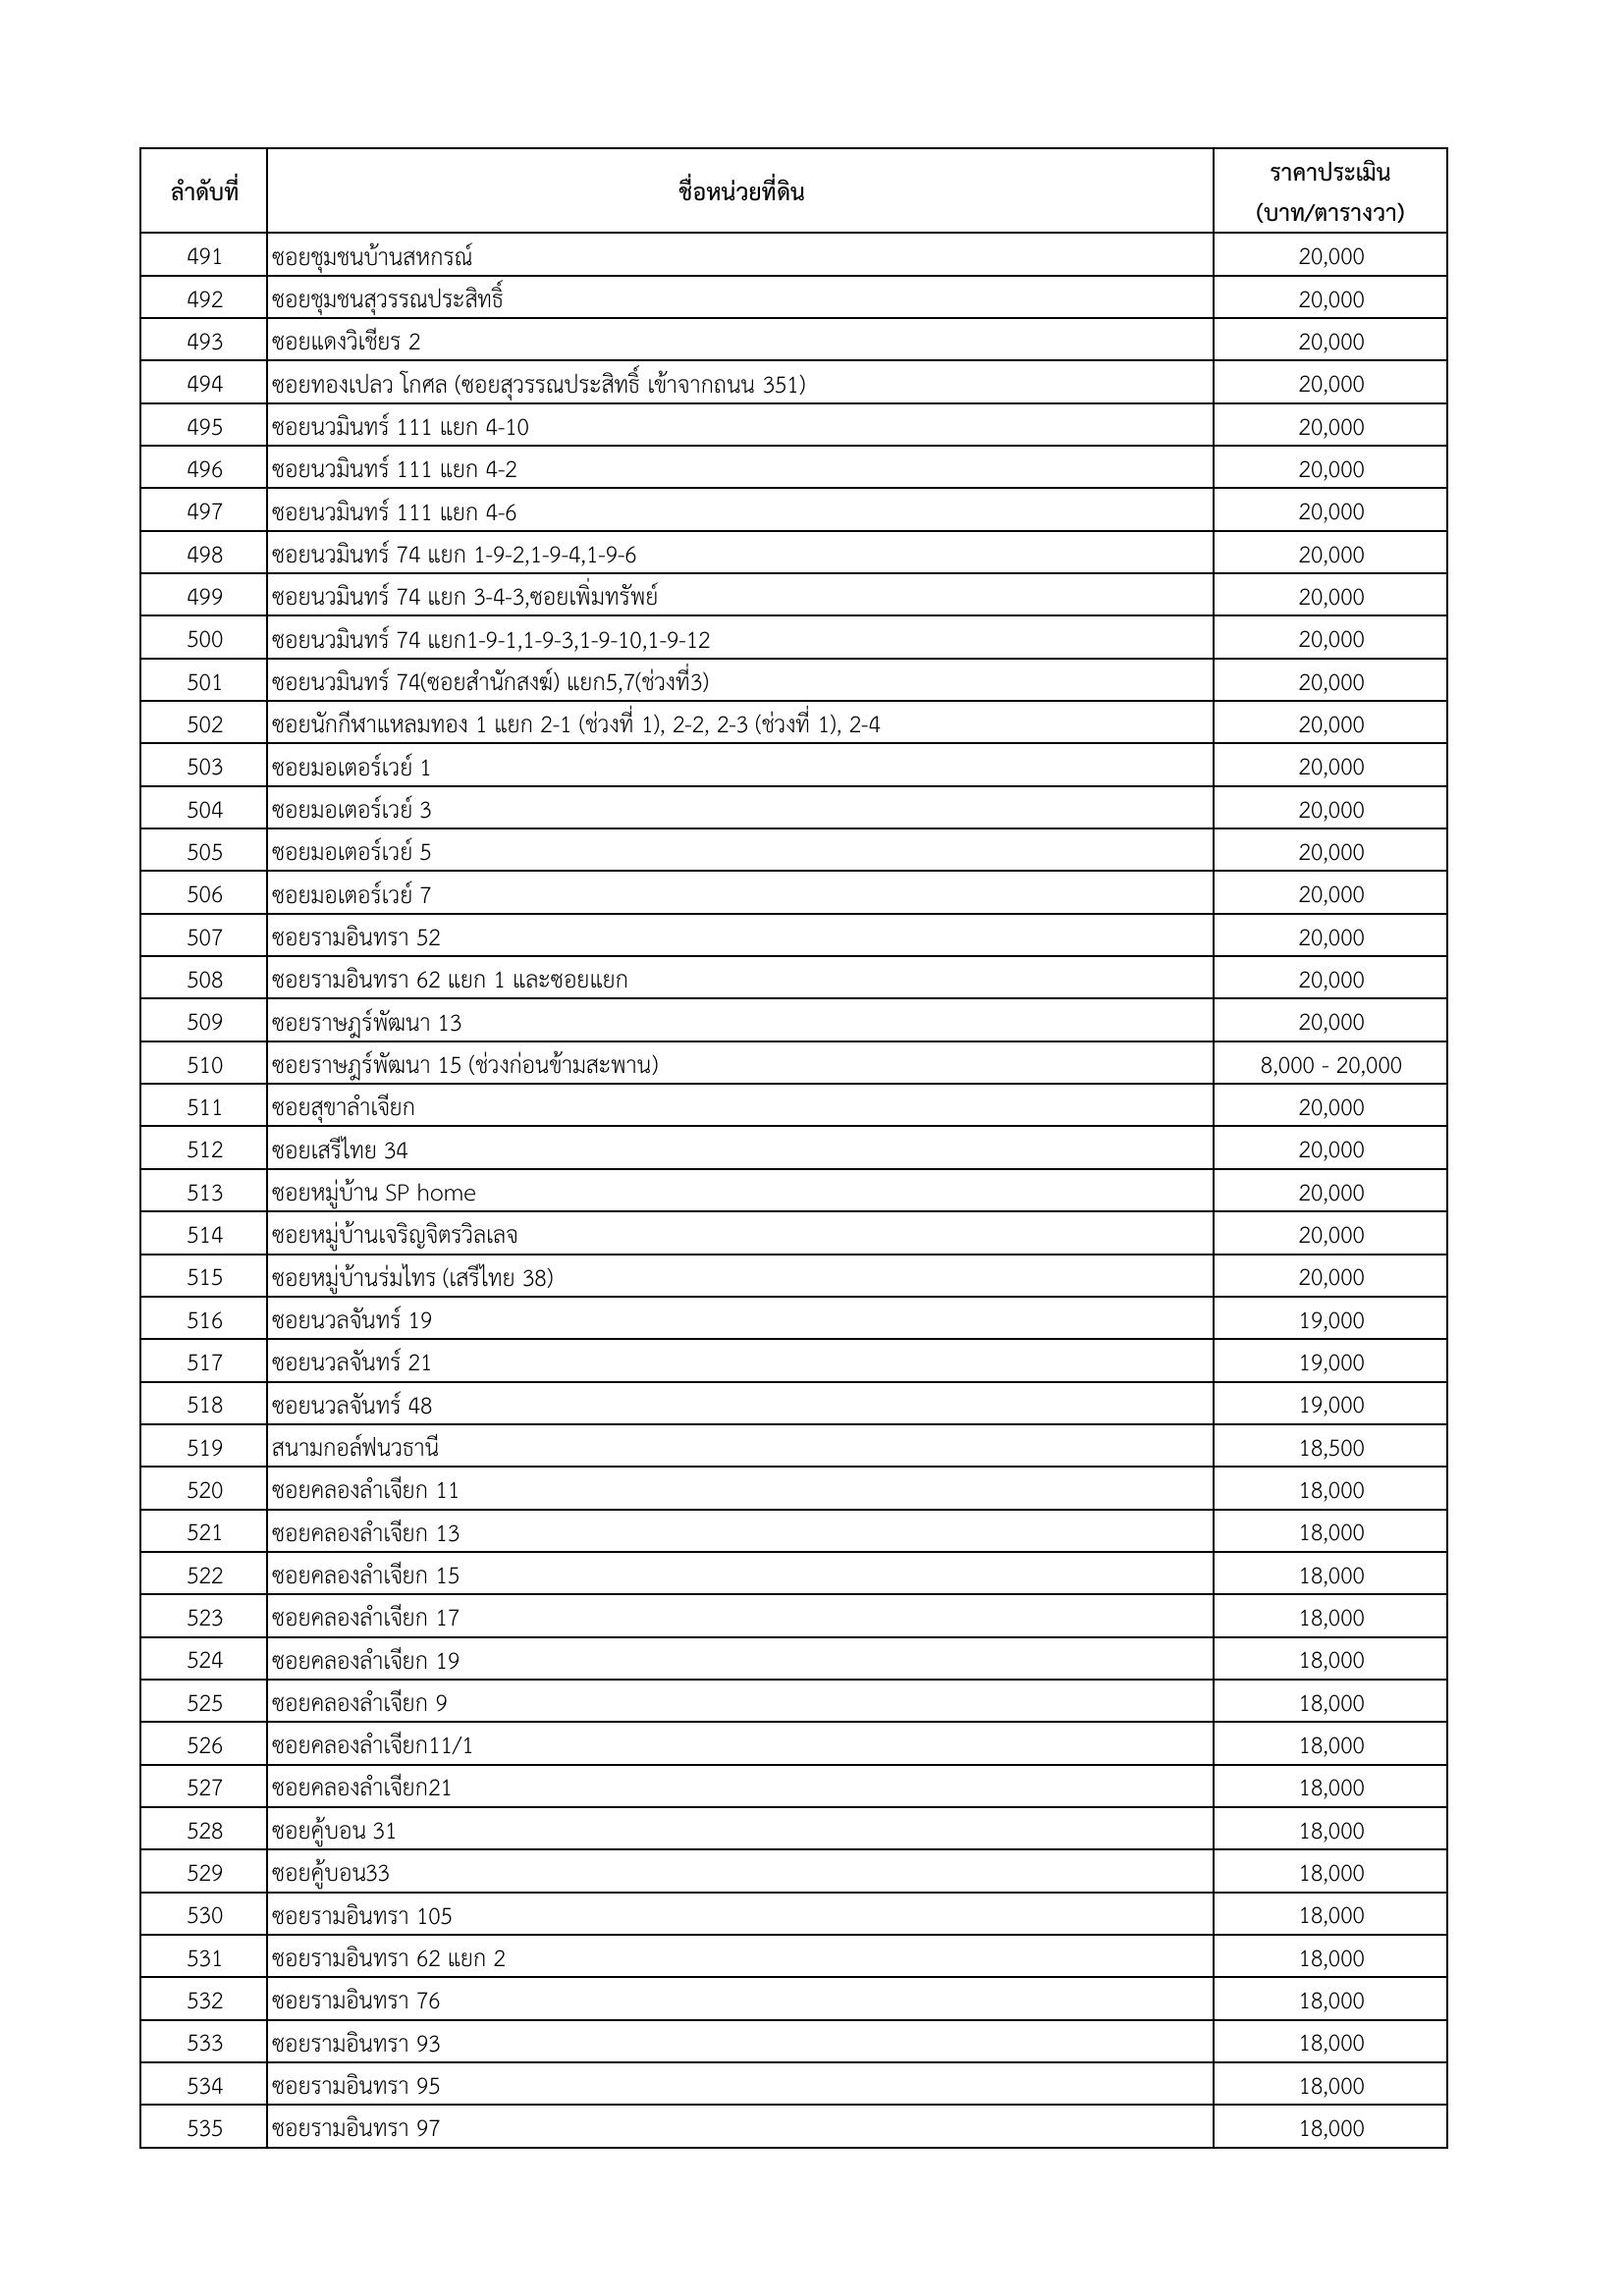 ลำดับที่ ชื่อหน่วยที่ดิน ราคาประเมิน
(บาท/ตารางวา)
491 ซอยชุมชนบ้านสหกรณ์ 20,000
492 ซอยชุมชนสุวรรณประสิทธิ์ 20,000
493 ซอยแดงวิเชียร 2 20,000
494 ซอยทองเปลว โกศล (ซอยสุวรรณประสิทธิ์ เข้าจากถนน 351) 20,000
495 ซอยนวมินทร์ 111 แยก 4-10 20,000
496 ซอยนวมินทร์ 111 แยก 4-2 20,000
497 ซอยนวมินทร์ 111 แยก 4-6 20,000
498 ซอยนวมินทร์ 74 แยก 1-9-2,1-9-4,1-9-6 20,000
499 ซอยนวมินทร์ 74 แยก 3-4-3,ซอยเพิ่มทรัพย์ 20,000
500 ซอยนวมินทร์ 74 แยก1-9-1,1-9-3,1-9-10,1-9-12 20,000
501 ซอยนวมินทร์ 74(ซอยสำนักสงฆ์) แยก5,7(ช่วงที่3) 20,000
502 ซอยนักกีฬาแหลมทอง 1 แยก 2-1 (ช่วงที่ 1), 2-2, 2-3 (ช่วงที่ 1), 2-4 20,000
503 ซอยมอเตอร์เวย์ 1 20,000
504 ซอยมอเตอร์เวย์ 3 20,000
505 ซอยมอเตอร์เวย์ 5 20,000
506 ซอยมอเตอร์เวย์ 7 20,000
507 ซอยรามอินทรา 52 20,000
508 ซอยรามอินทรา 62 แยก 1 และซอยแยก 20,000
509 ซอยราษฎร์พัฒนา 13 20,000
510 ซอยราษฎร์พัฒนา 15 (ช่วงก่อนข้ามสะพาน) 8,000 - 20,000
511 ซอยสุขาลำเจียก 20,000
512 ซอยเสรีไทย 34 20,000
513 ซอยหมู่บ้าน SP home 20,000
514 ซอยหมู่บ้านเจริญจิตรวิลเลจ 20,000
515 ซอยหมู่บ้านร่มไทร (เสรีไทย 38) 20,000
516 ซอยนวลจันทร์ 19 19,000
517 ซอยนวลจันทร์ 21 19,000
518 ซอยนวลจันทร์ 48 19,000
519 สนามกอล์ฟนวธานี 18,500
520 ซอยคลองลำเจียก 11 18,000
521 ซอยคลองลำเจียก 13 18,000
522 ซอยคลองลำเจียก 15 18,000
523 ซอยคลองลำเจียก 17 18,000
524 ซอยคลองลำเจียก 19 18,000
525 ซอยคลองลำเจียก 9 18,000
526 ซอยคลองลำเจียก11/1 18,000
527 ซอยคลองลำเจียก21 18,000
528 ซอยคู้บอน 31 18,000
529 ซอยคู้บอน33 18,000
530 ซอยรามอินทรา 105 18,000
531 ซอยรามอินทรา 62 แยก 2 18,000
532 ซอยรามอินทรา 76 18,000
533 ซอยรามอินทรา 93 18,000
534 ซอยรามอินทรา 95 18,000
535 ซอยรามอินทรา 97 18,000